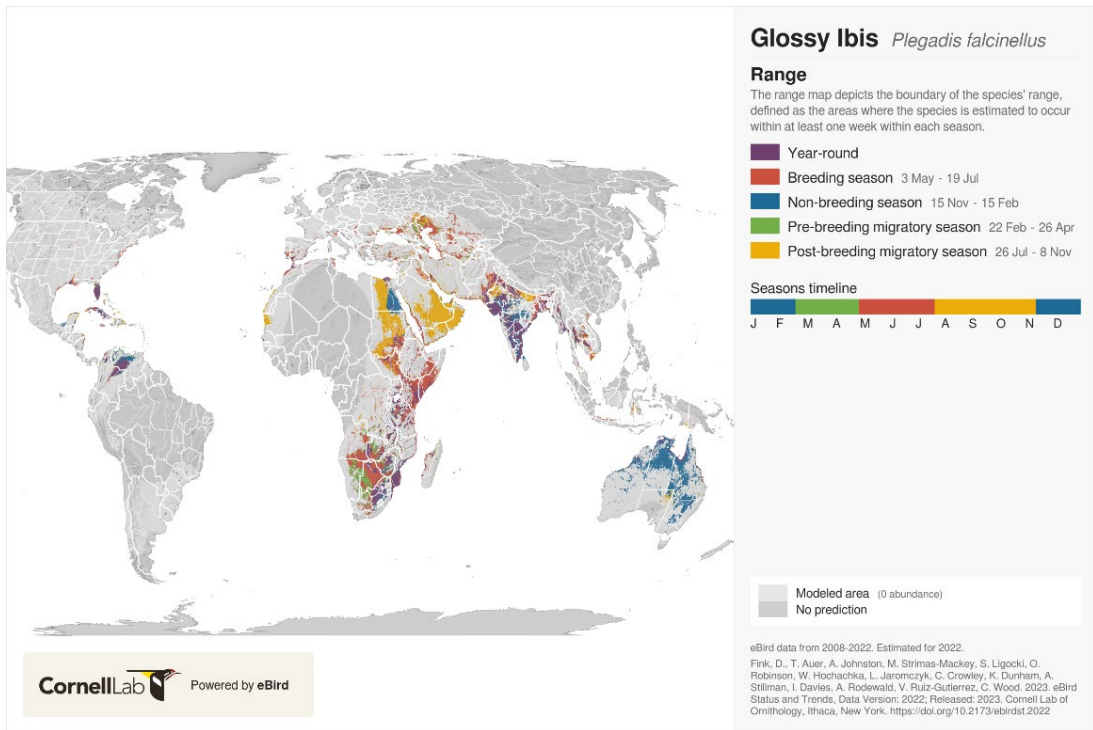 Glossy Ibis Plegadis falcinellus
Range
The range map depicts the boundary of the species' range,
defined as the areas where the species is estimated to occur
within at least one week within each season.
Year-round
Breeding season 3 May - 19 Jul
Non-breeding season 15 Nov - 15 Feb
Pre-breeding migratory season 22 Feb - 26 Apr
Post-breeding migratory season 26 Jul - 8 Nov
Seasons timeline
J F M A M J J A S O N D
Modeled area (0 abundance)
No prediction
eBird data from 2008-2022. Estimated for 2022.
Fink, D., T. Auer, A. Johnston, M. Strimas-Mackey, S. Ligocki, O.
Robinson, W. Hochachka, L. Jaromczyk, C. Crowley, K. Dunham, A.
Stillman, I. Davies, A. Rodewald, V. Ruiz-Gutierrez, C. Wood. 2023. eBird
Status and Trends, Data Version: 2022; Released: 2023. Cornell Lab of
Ornithology, Ithaca, New York. https://doi.org/10.2173/ebirdst.2022
CornellLab Powered by eBird